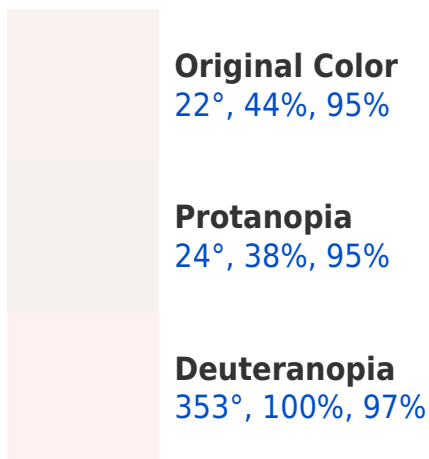 Original Color
22°, 44%, 95%
Protanopia
24°, 38%, 95%
Deuteranopia
353°, 100%, 97%